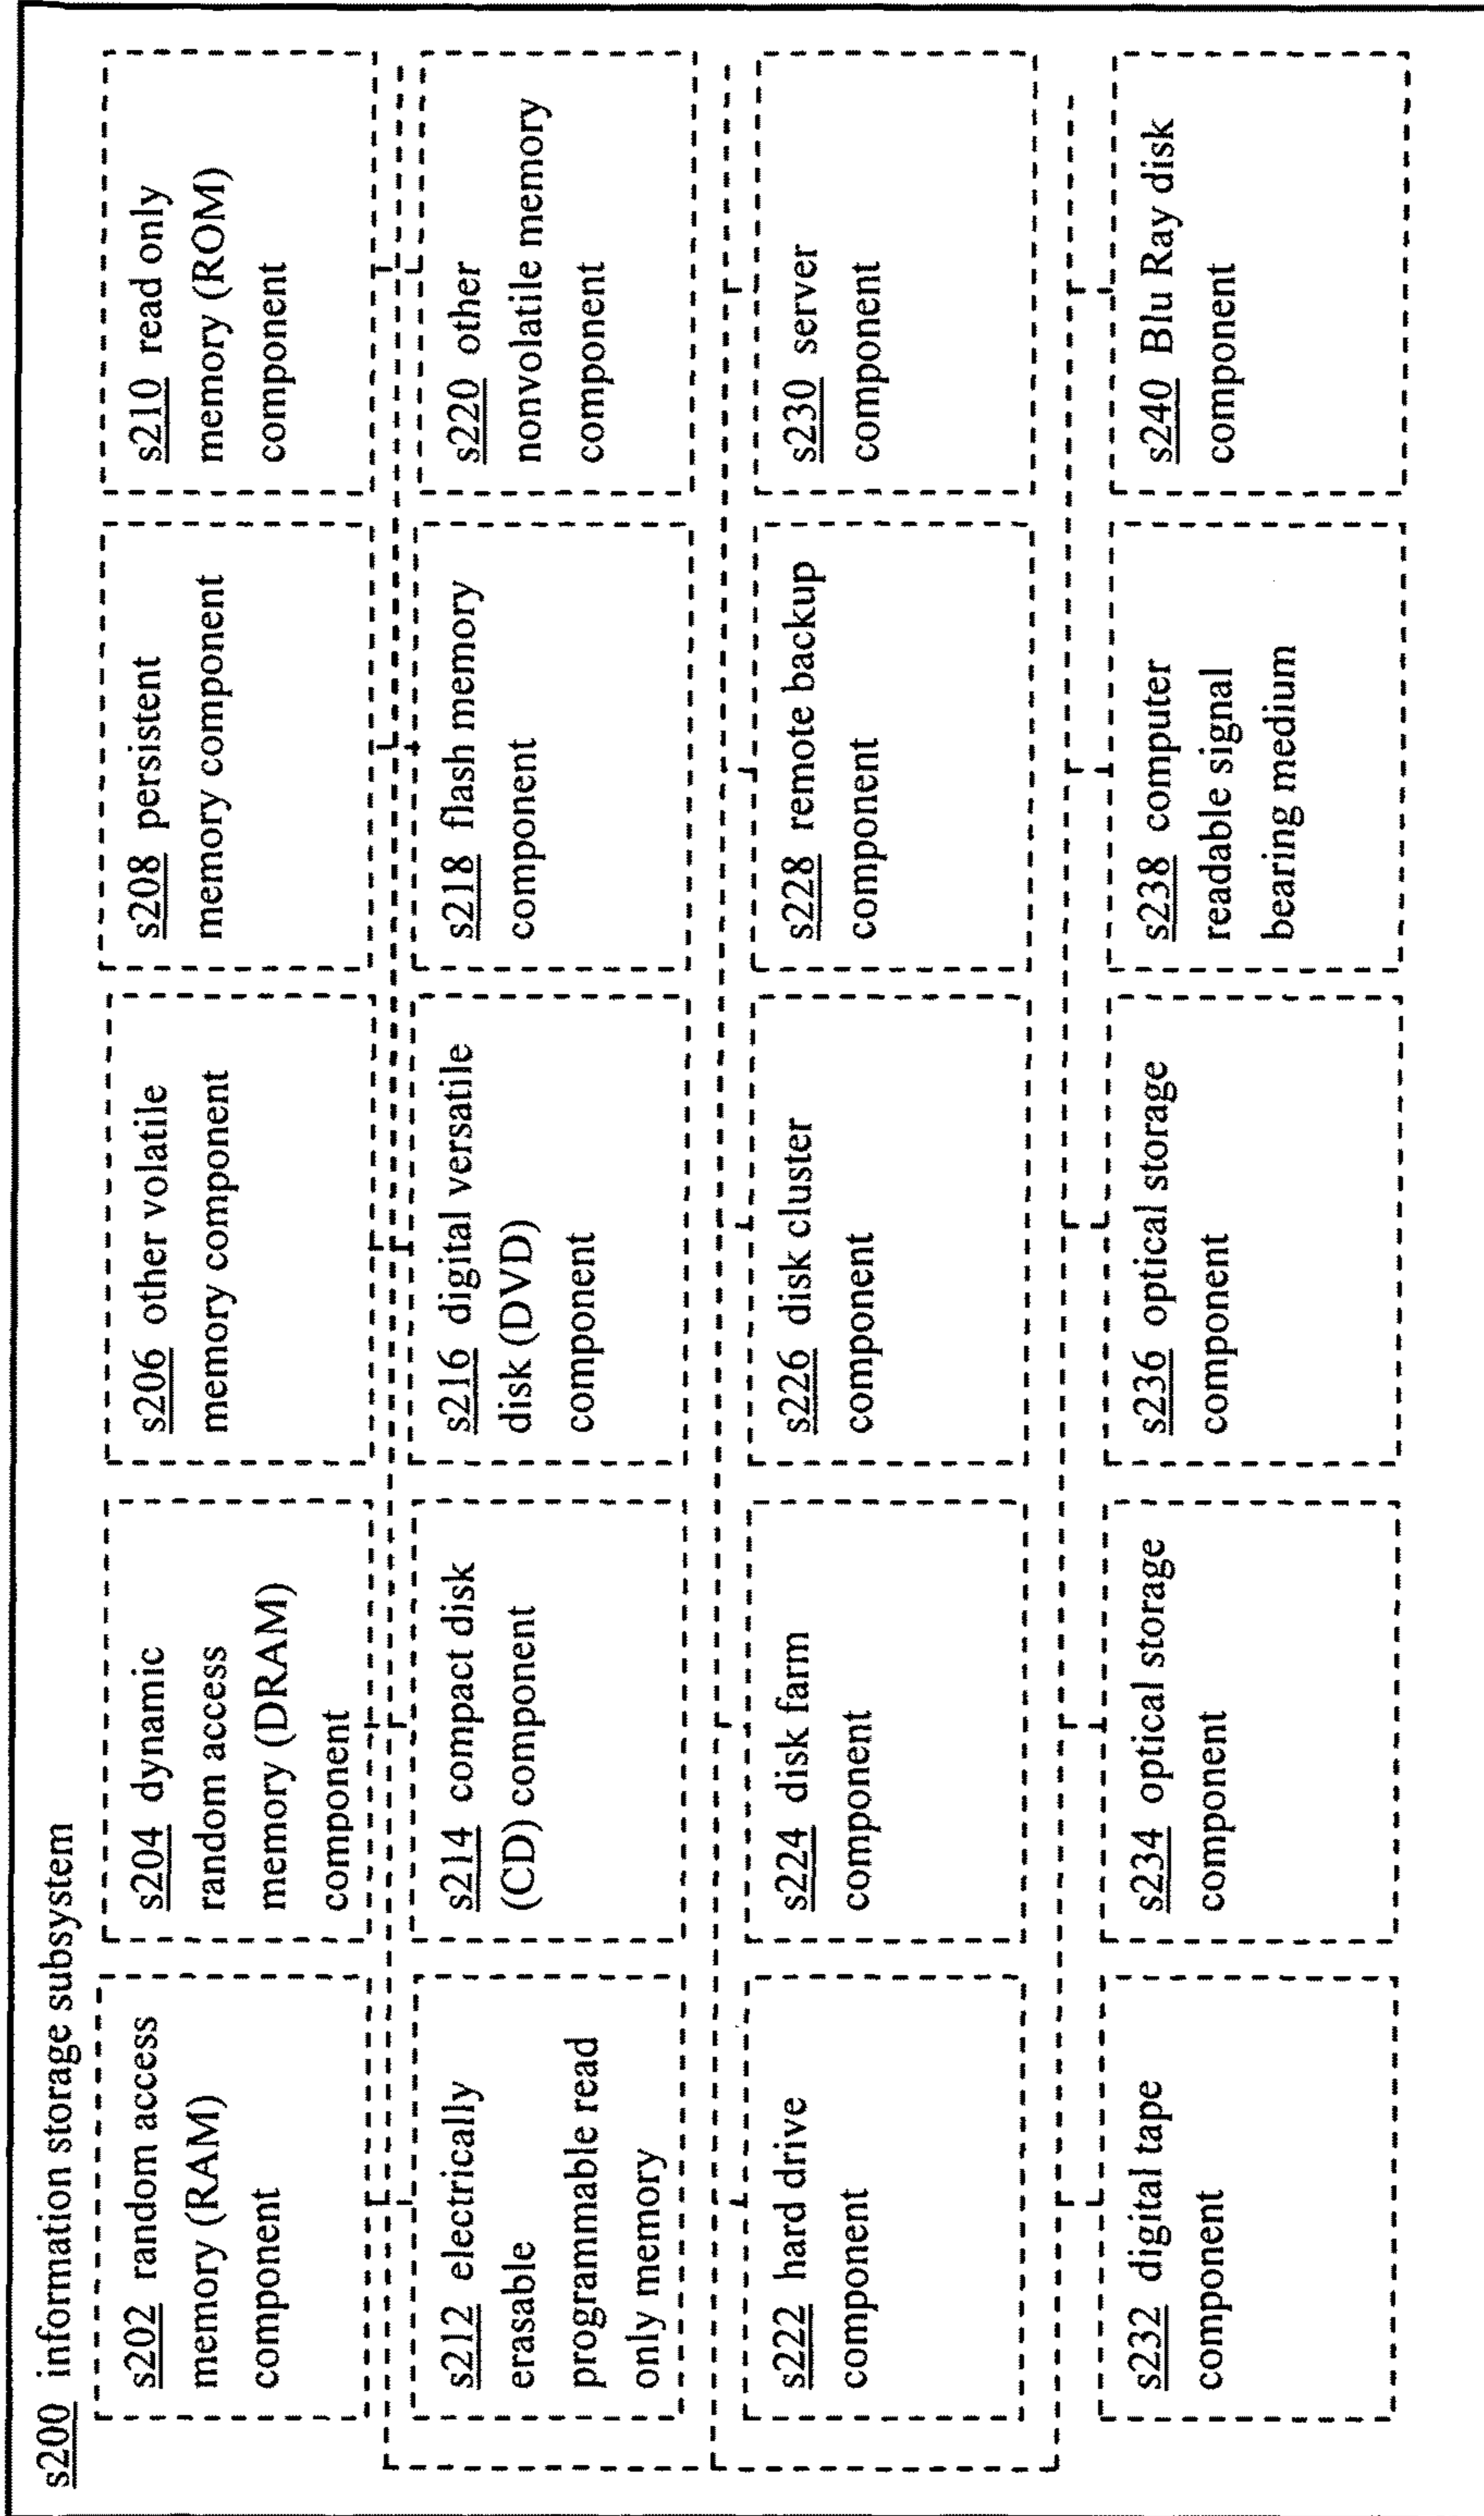 s200 information storage subsystem
s202 random access
memory (RAM)
component
s204 dynamic
random access
memory (DRAM)
component
s206 other volatile
memory component
s208 persistent
memory component
s210 read only
memory (ROM)
component
s212 electrically
erasable
programmable read
only memory
s214 compact disk
(CD) component
s216 digital versatile
disk (DVD)
component
s218 flash memory
component
s220 other
nonvolatile memory
component
s222 hard drive
component
s224 disk farm
component
s226 disk cluster
component
s228 remote backup
component
s230 server
component
s232 digital tape
component
s234 optical storage
component
s236 optical storage
component
s238 computer
readable signal
bearing medium
s240 Blu Ray disk
component